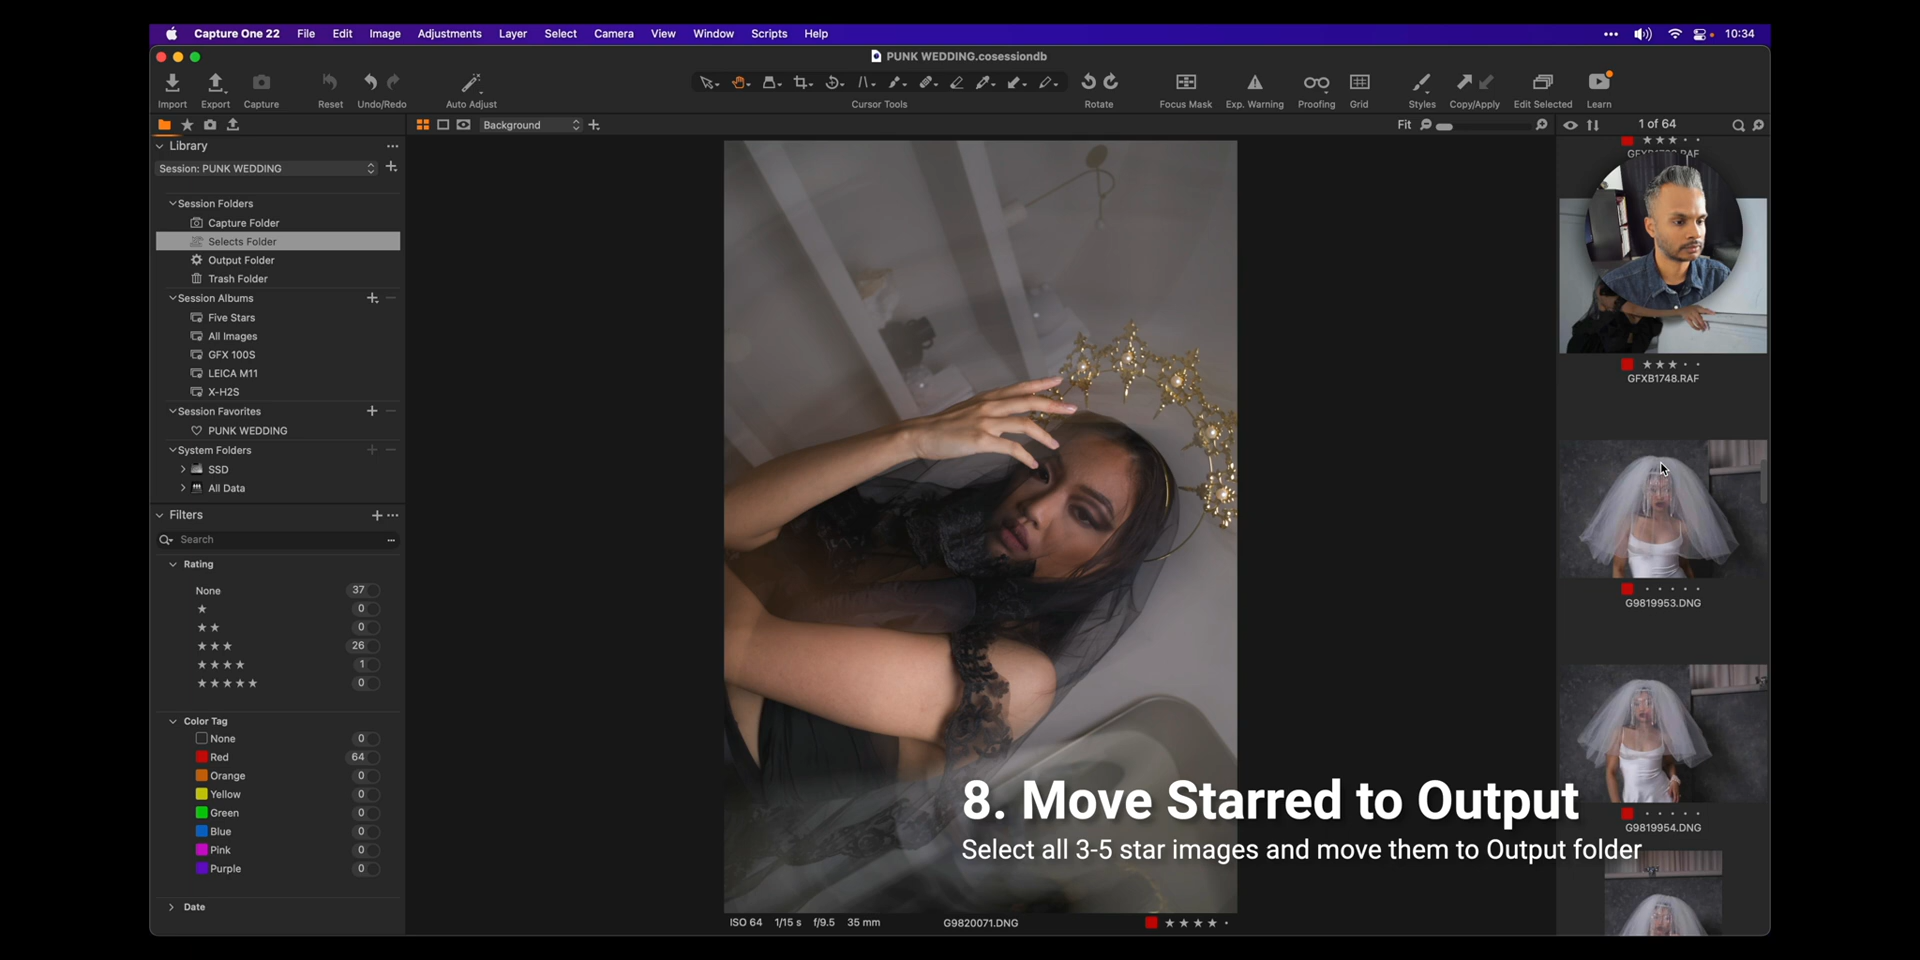 Capture One 22 File Edit Image Adjustments Layer Select Camera View Window Scripts Help 10:34
PUNK WEDDING.cosessiondb
Import Export Capture Reset Undo/Redo Auto Adjust Cursor Tools Rotate Focus Mask Exp. Warning Proofing Grid Styles Copy/Apply Edit Selected Learn
Background Fit 1 of 64
Library
Session: PUNK WEDDING
Session Folders
Capture Folder
Selects Folder
Output Folder
Trash Folder
Session Albums
Five Stars
All Images
GFX 100S
LEICA M11
X-H2S
Session Favorites
PUNK WEDDING
System Folders
SSD
All Data
Filters
Search
Rating
None 37
0
0
26
1
0
Color Tag
None 0
Red 64
Orange 0
Yellow 0
Green 0
Blue 0
Pink 0
Purple 0
Date
ISO 64 1/15 s f/9.5 35 mm G9820071.DNG
GFXB1748.RAF
G9819953.DNG
G9819954.DNG
8. Move Starred to Output
Select all 3-5 star images and move them to Output folder